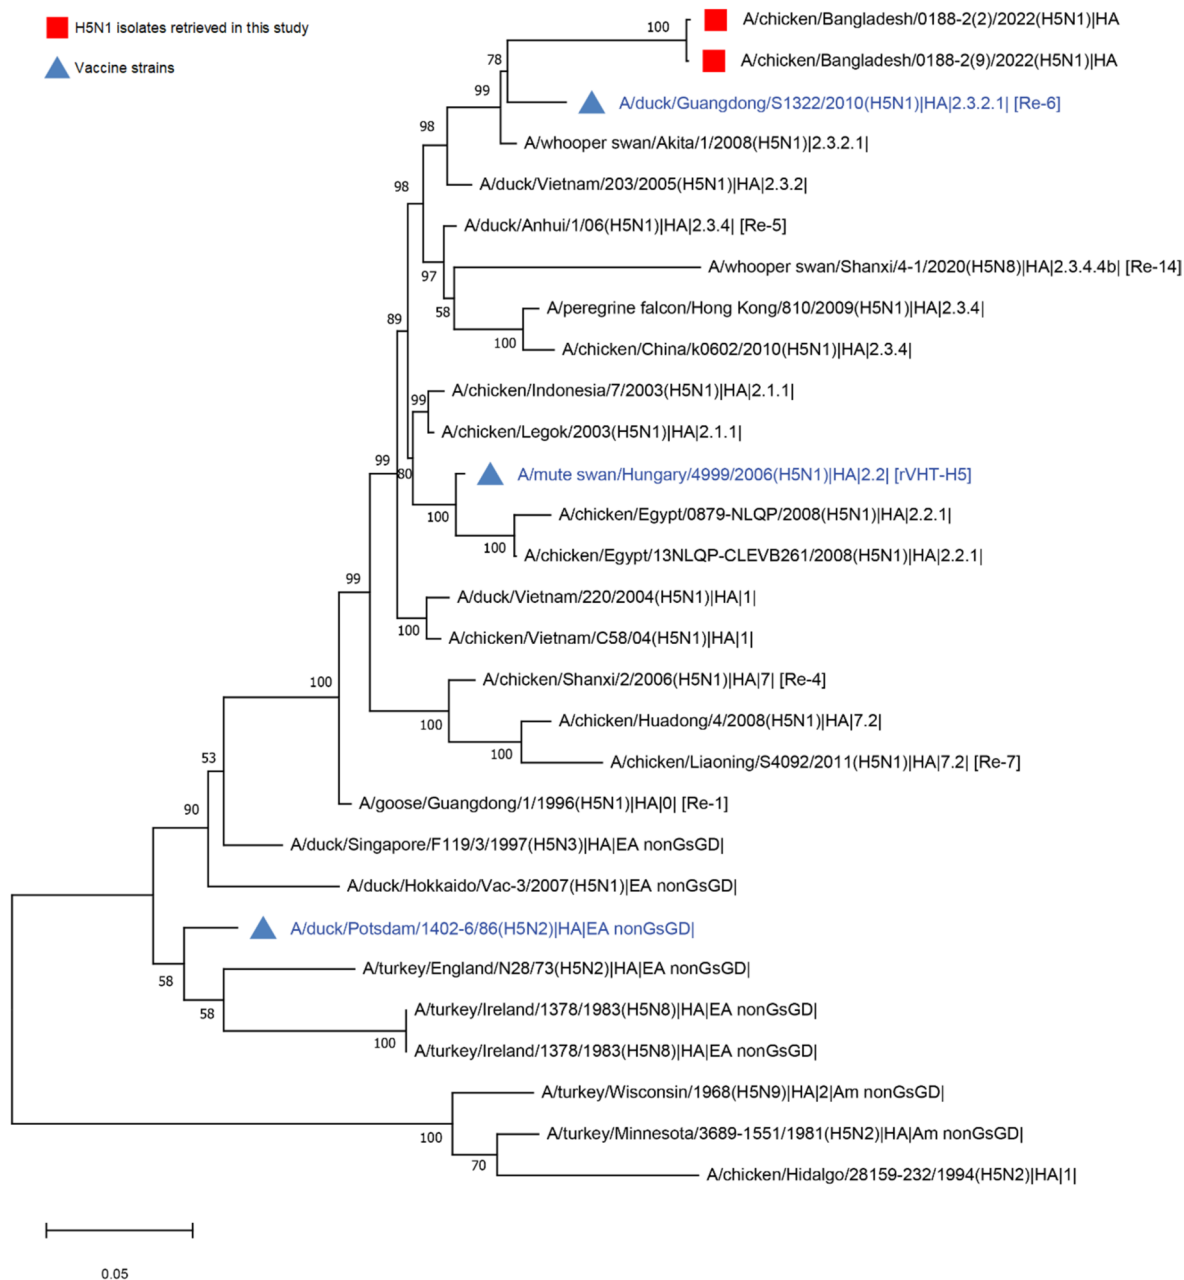 H5N1 isolates retrieved in this study
Vaccine strains
100
A/chicken/Bangladesh/0188-2(2)/2022(H5N1)|HA
A/chicken/Bangladesh/0188-2(9)/2022(H5N1)|HA
78
99
A/duck/Guangdong/S1322/2010(H5N1)|HA|2.3.2.1| [Re-6]
98
A/whooper swan/Akita/1/2008(H5N1)|2.3.2.1|
98
A/duck/Vietnam/203/2005(H5N1)|HA|2.3.2|
A/duck/Anhui/1/06(H5N1)|HA|2.3.4| [Re-5]
97
A/whooper swan/Shanxi/4-1/2020(H5N8)|HA|2.3.4.4b| [Re-14]
58
A/peregrine falcon/Hong Kong/810/2009(H5N1)|HA|2.3.4|
89
100
A/chicken/China/k0602/2010(H5N1)|HA|2.3.4|
A/chicken/Indonesia/7/2003(H5N1)|HA|2.1.1|
99
A/chicken/Legok/2003(H5N1)|HA|2.1.1|
99
80
A/mute swan/Hungary/4999/2006(H5N1)|HA|2.2| [rVHT-H5]
100
A/chicken/Egypt/0879-NLQP/2008(H5N1)|HA|2.2.1|
100
A/chicken/Egypt/13NLQP-CLEVB261/2008(H5N1)|HA|2.2.1|
99
A/duck/Vietnam/220/2004(H5N1)|HA|1|
100
A/chicken/Vietnam/C58/04(H5N1)|HA|1|
100
A/chicken/Shanxi/2/2006(H5N1)|HA|7| [Re-4]
100
A/chicken/Huadong/4/2008(H5N1)|HA|7.2|
100
A/chicken/Liaoning/S4092/2011(H5N1)|HA|7.2| [Re-7]
53
A/goose/Guangdong/1/1996(H5N1)|HA|0| [Re-1]
90
A/duck/Singapore/F119/3/1997(H5N3)|HA|EA nonGsGD|
A/duck/Hokkaido/Vac-3/2007(H5N1)|EA nonGsGD|
A/duck/Potsdam/1402-6/86(H5N2)|HA|EA nonGsGD|
58
A/turkey/England/N28/73(H5N2)|HA|EA nonGsGD|
58
A/turkey/Ireland/1378/1983(H5N8)|HA|EA nonGsGD|
100
A/turkey/Ireland/1378/1983(H5N8)|HA|EA nonGsGD|
A/turkey/Wisconsin/1968(H5N9)|HA|2|Am nonGsGD|
100
A/turkey/Minnesota/3689-1551/1981(H5N2)|HA|Am nonGsGD|
70
A/chicken/Hidalgo/28159-232/1994(H5N2)|HA|1|
0.05